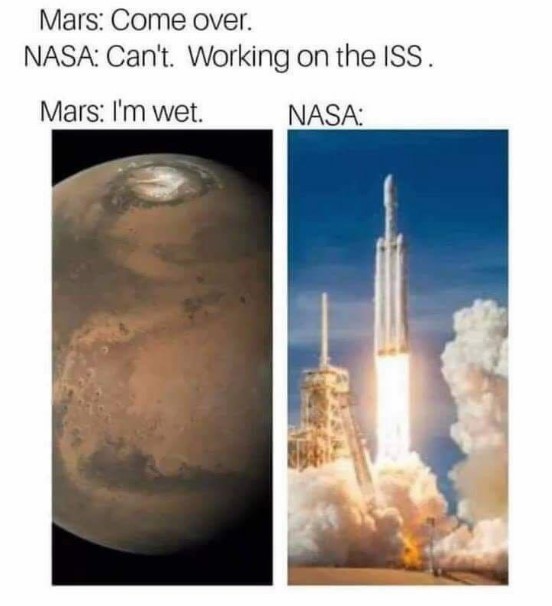 Mars: Come over.
NASA: Can't. Working on the ISS.
Mars: I'm wet.
NASA: